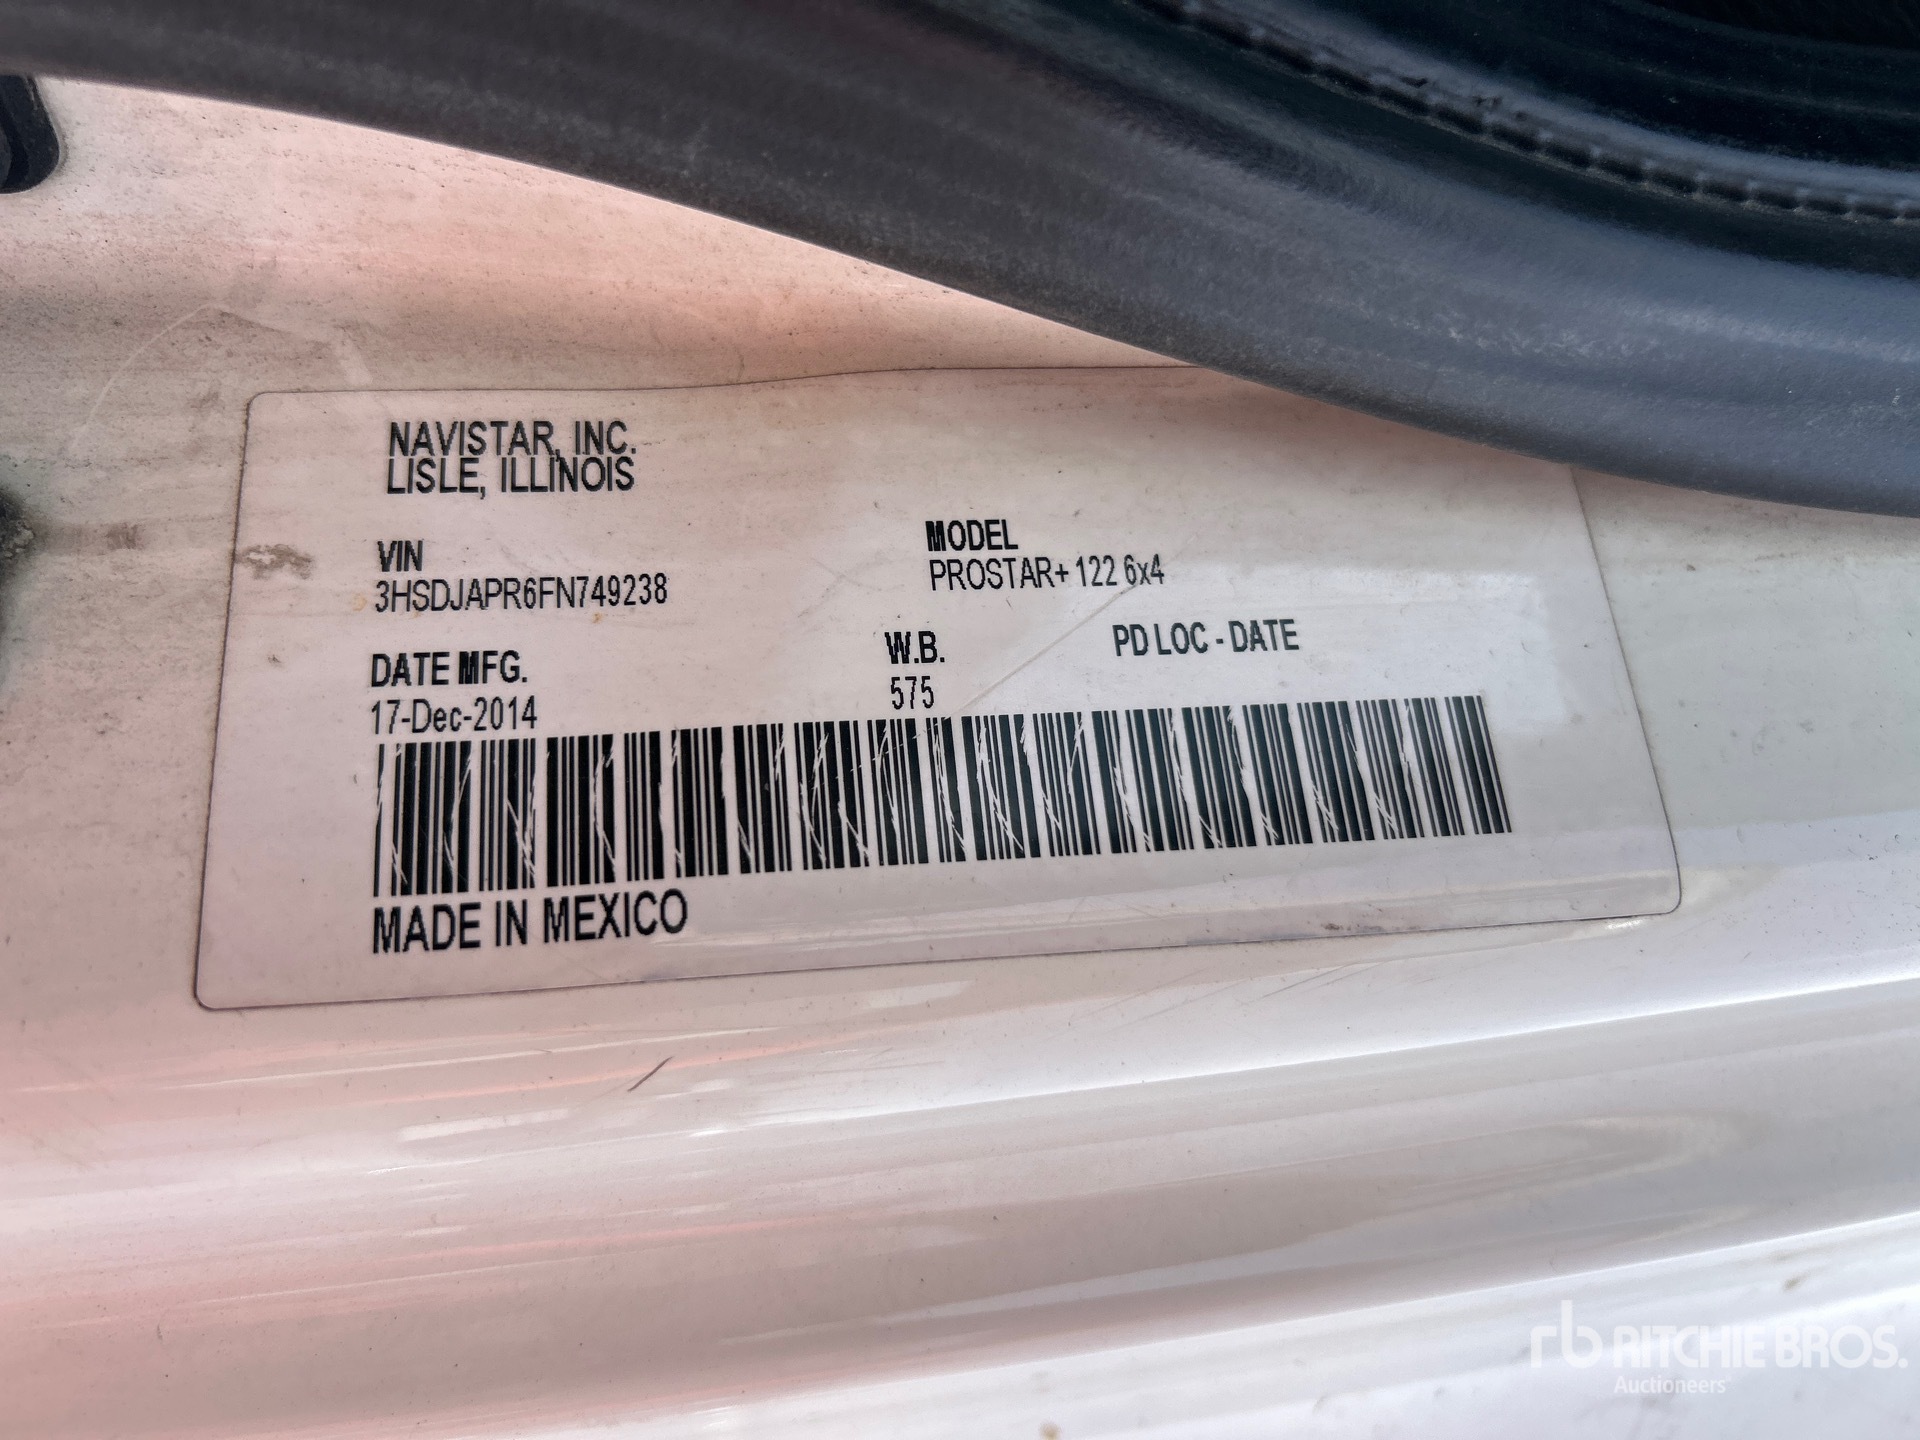 NAVISTAR, INC.
LISLE, ILLINOIS
VIN
3HSDJAPR6FN749238
MODEL
PROSTAR+ 122 6x4
DATE MFG.
17-Dec-2014
W.B.
575
PD LOC - DATE
MADE IN MEXICO
rb RITCHIE BROS.
Auctioneers